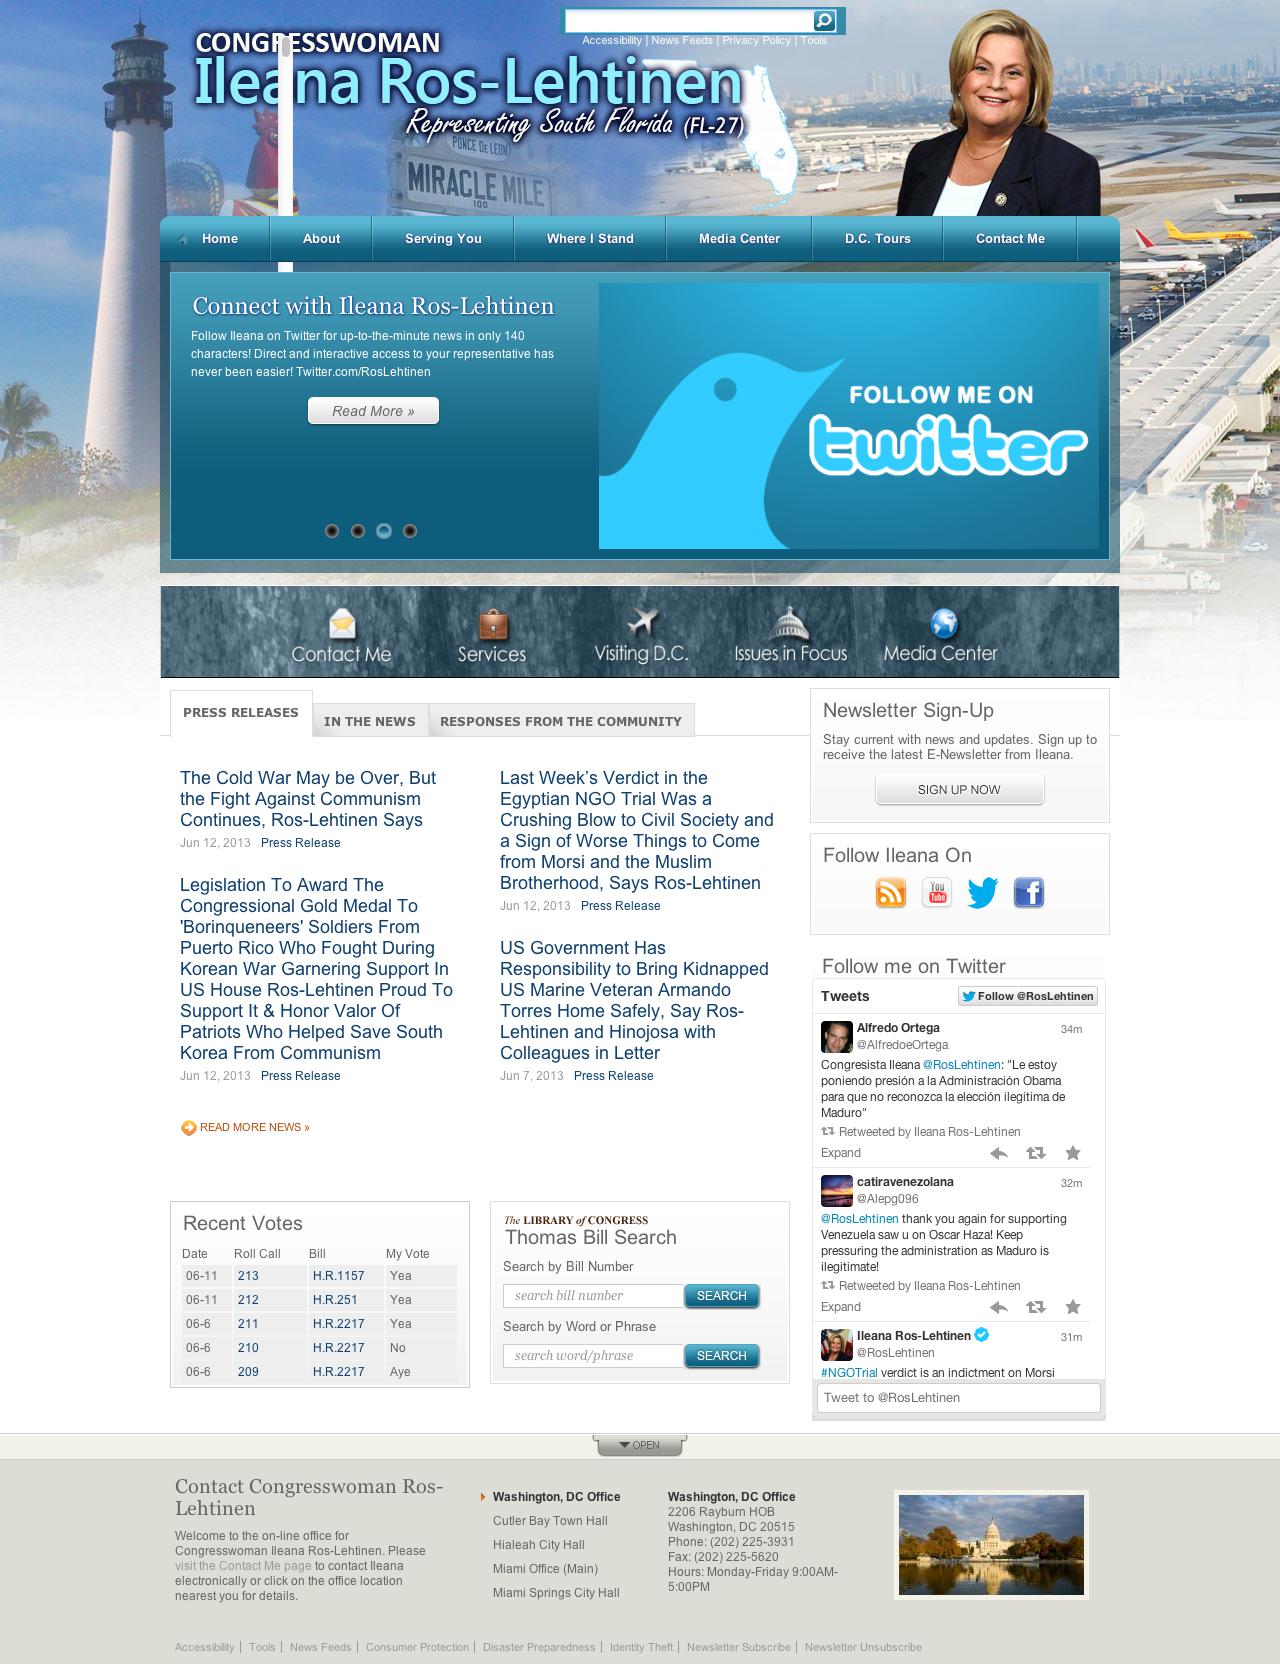 Accessibility | News Feeds | Privacy Policy | Tools
CONGRESSWOMAN
Ileana Ros-Lehtinen
Representing South Florida (FL-27)
PONCE DE LEON
MIRACLE MILE
100
Home
About
Serving You
Where I Stand
Media Center
D.C. Tours
Contact Me
Connect with Ileana Ros-Lehtinen
Follow Ileana on Twitter for up-to-the-minute news in only 140
characters! Direct and interactive access to your representative has
never been easier! Twitter.com/RosLehtinen
Read More »
FOLLOW ME ON
twitter
Contact Me
Services
Visiting D.C.
Issues in Focus
Media Center
PRESS RELEASES
IN THE NEWS
RESPONSES FROM THE COMMUNITY
The Cold War May be Over, But
the Fight Against Communism
Continues, Ros-Lehtinen Says
Jun 12, 2013 Press Release
Legislation To Award The
Congressional Gold Medal To
'Borinqueneers' Soldiers From
Puerto Rico Who Fought During
Korean War Garnering Support In
US House Ros-Lehtinen Proud To
Support It & Honor Valor Of
Patriots Who Helped Save South
Korea From Communism
Jun 12, 2013 Press Release
Last Week’s Verdict in the
Egyptian NGO Trial Was a
Crushing Blow to Civil Society and
a Sign of Worse Things to Come
from Morsi and the Muslim
Brotherhood, Says Ros-Lehtinen
Jun 12, 2013 Press Release
US Government Has
Responsibility to Bring Kidnapped
US Marine Veteran Armando
Torres Home Safely, Say Ros-
Lehtinen and Hinojosa with
Colleagues in Letter
Jun 7, 2013 Press Release
READ MORE NEWS »
Newsletter Sign-Up
Stay current with news and updates. Sign up to
receive the latest E-Newsletter from Ileana.
SIGN UP NOW
Follow Ileana On
You
Tube
Follow me on Twitter
Tweets
Follow @RosLehtinen
Alfredo Ortega 34m
@AlfredoeOrtega
Congresista Ileana @RosLehtinen: "Le estoy
poniendo presión a la Administración Obama
para que no reconozca la elección ilegítima de
Maduro"
Retweeted by Ileana Ros-Lehtinen
Expand
catiravenezolana 32m
@Alepg096
@RosLehtinen thank you again for supporting
Venezuela saw u on Oscar Haza! Keep
pressuring the administration as Maduro is
ilegitimate!
Retweeted by Ileana Ros-Lehtinen
Expand
Ileana Ros-Lehtinen 31m
@RosLehtinen
#NGOTrial verdict is an indictment on Morsi
Tweet to @RosLehtinen
Recent Votes
Date Roll Call Bill My Vote
06-11 213 H.R.1157 Yea
06-11 212 H.R.251 Yea
06-6 211 H.R.2217 Yea
06-6 210 H.R.2217 No
06-6 209 H.R.2217 Aye
The LIBRARY of CONGRESS
Thomas Bill Search
Search by Bill Number
search bill number SEARCH
Search by Word or Phrase
search word/phrase SEARCH
OPEN
Contact Congresswoman Ros-
Lehtinen
Welcome to the on-line office for
Congresswoman Ileana Ros-Lehtinen. Please
visit the Contact Me page to contact Ileana
electronically or click on the office location
nearest you for details.
Washington, DC Office
Cutler Bay Town Hall
Hialeah City Hall
Miami Office (Main)
Miami Springs City Hall
Washington, DC Office
2206 Rayburn HOB
Washington, DC 20515
Phone: (202) 225-3931
Fax: (202) 225-5620
Hours: Monday-Friday 9:00AM-
5:00PM
Accessibility | Tools | News Feeds | Consumer Protection | Disaster Preparedness | Identity Theft | Newsletter Subscribe | Newsletter Unsubscribe